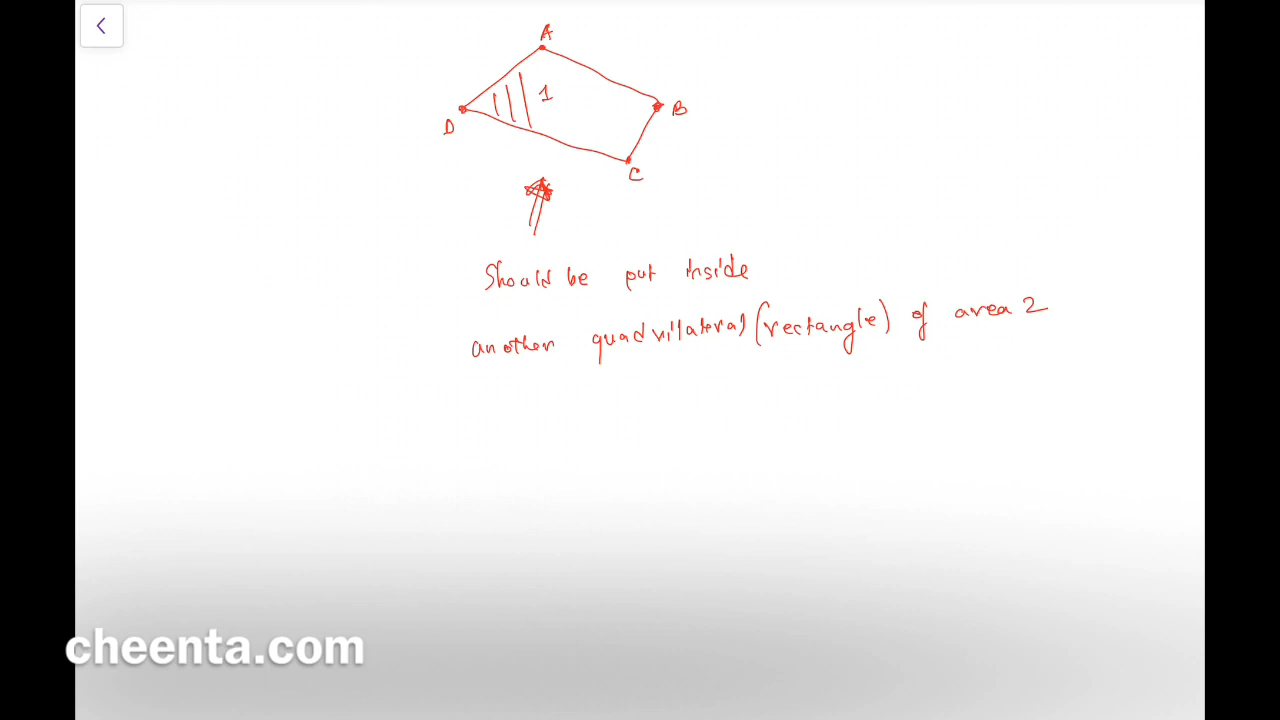 A
1
B
D
C
Should be put inside
another quadrilateral (rectangle) of area 2
cheenta.com